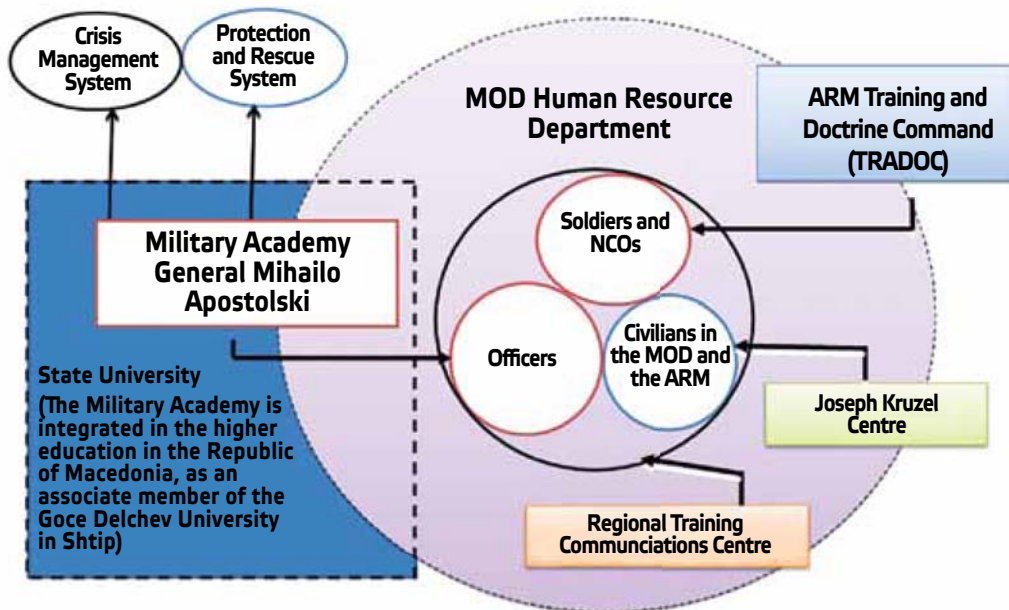 Crisis
Management
System
Protection
and Rescue
System
MOD Human Resource
Department
ARM Training and
Doctrine Command
(TRADOC)
Military Academy
General Mihailo
Apostolski
Soldiers and
NCOs
Officers
Civilians in
the MOD and
the ARM
State University
(The Military Academy is
integrated in the higher
education in the Republic
of Macedonia, as an
associate member of the
Goce Delchev University
in Shtip)
Joseph Kruzel
Centre
Regional Training
Communciations Centre